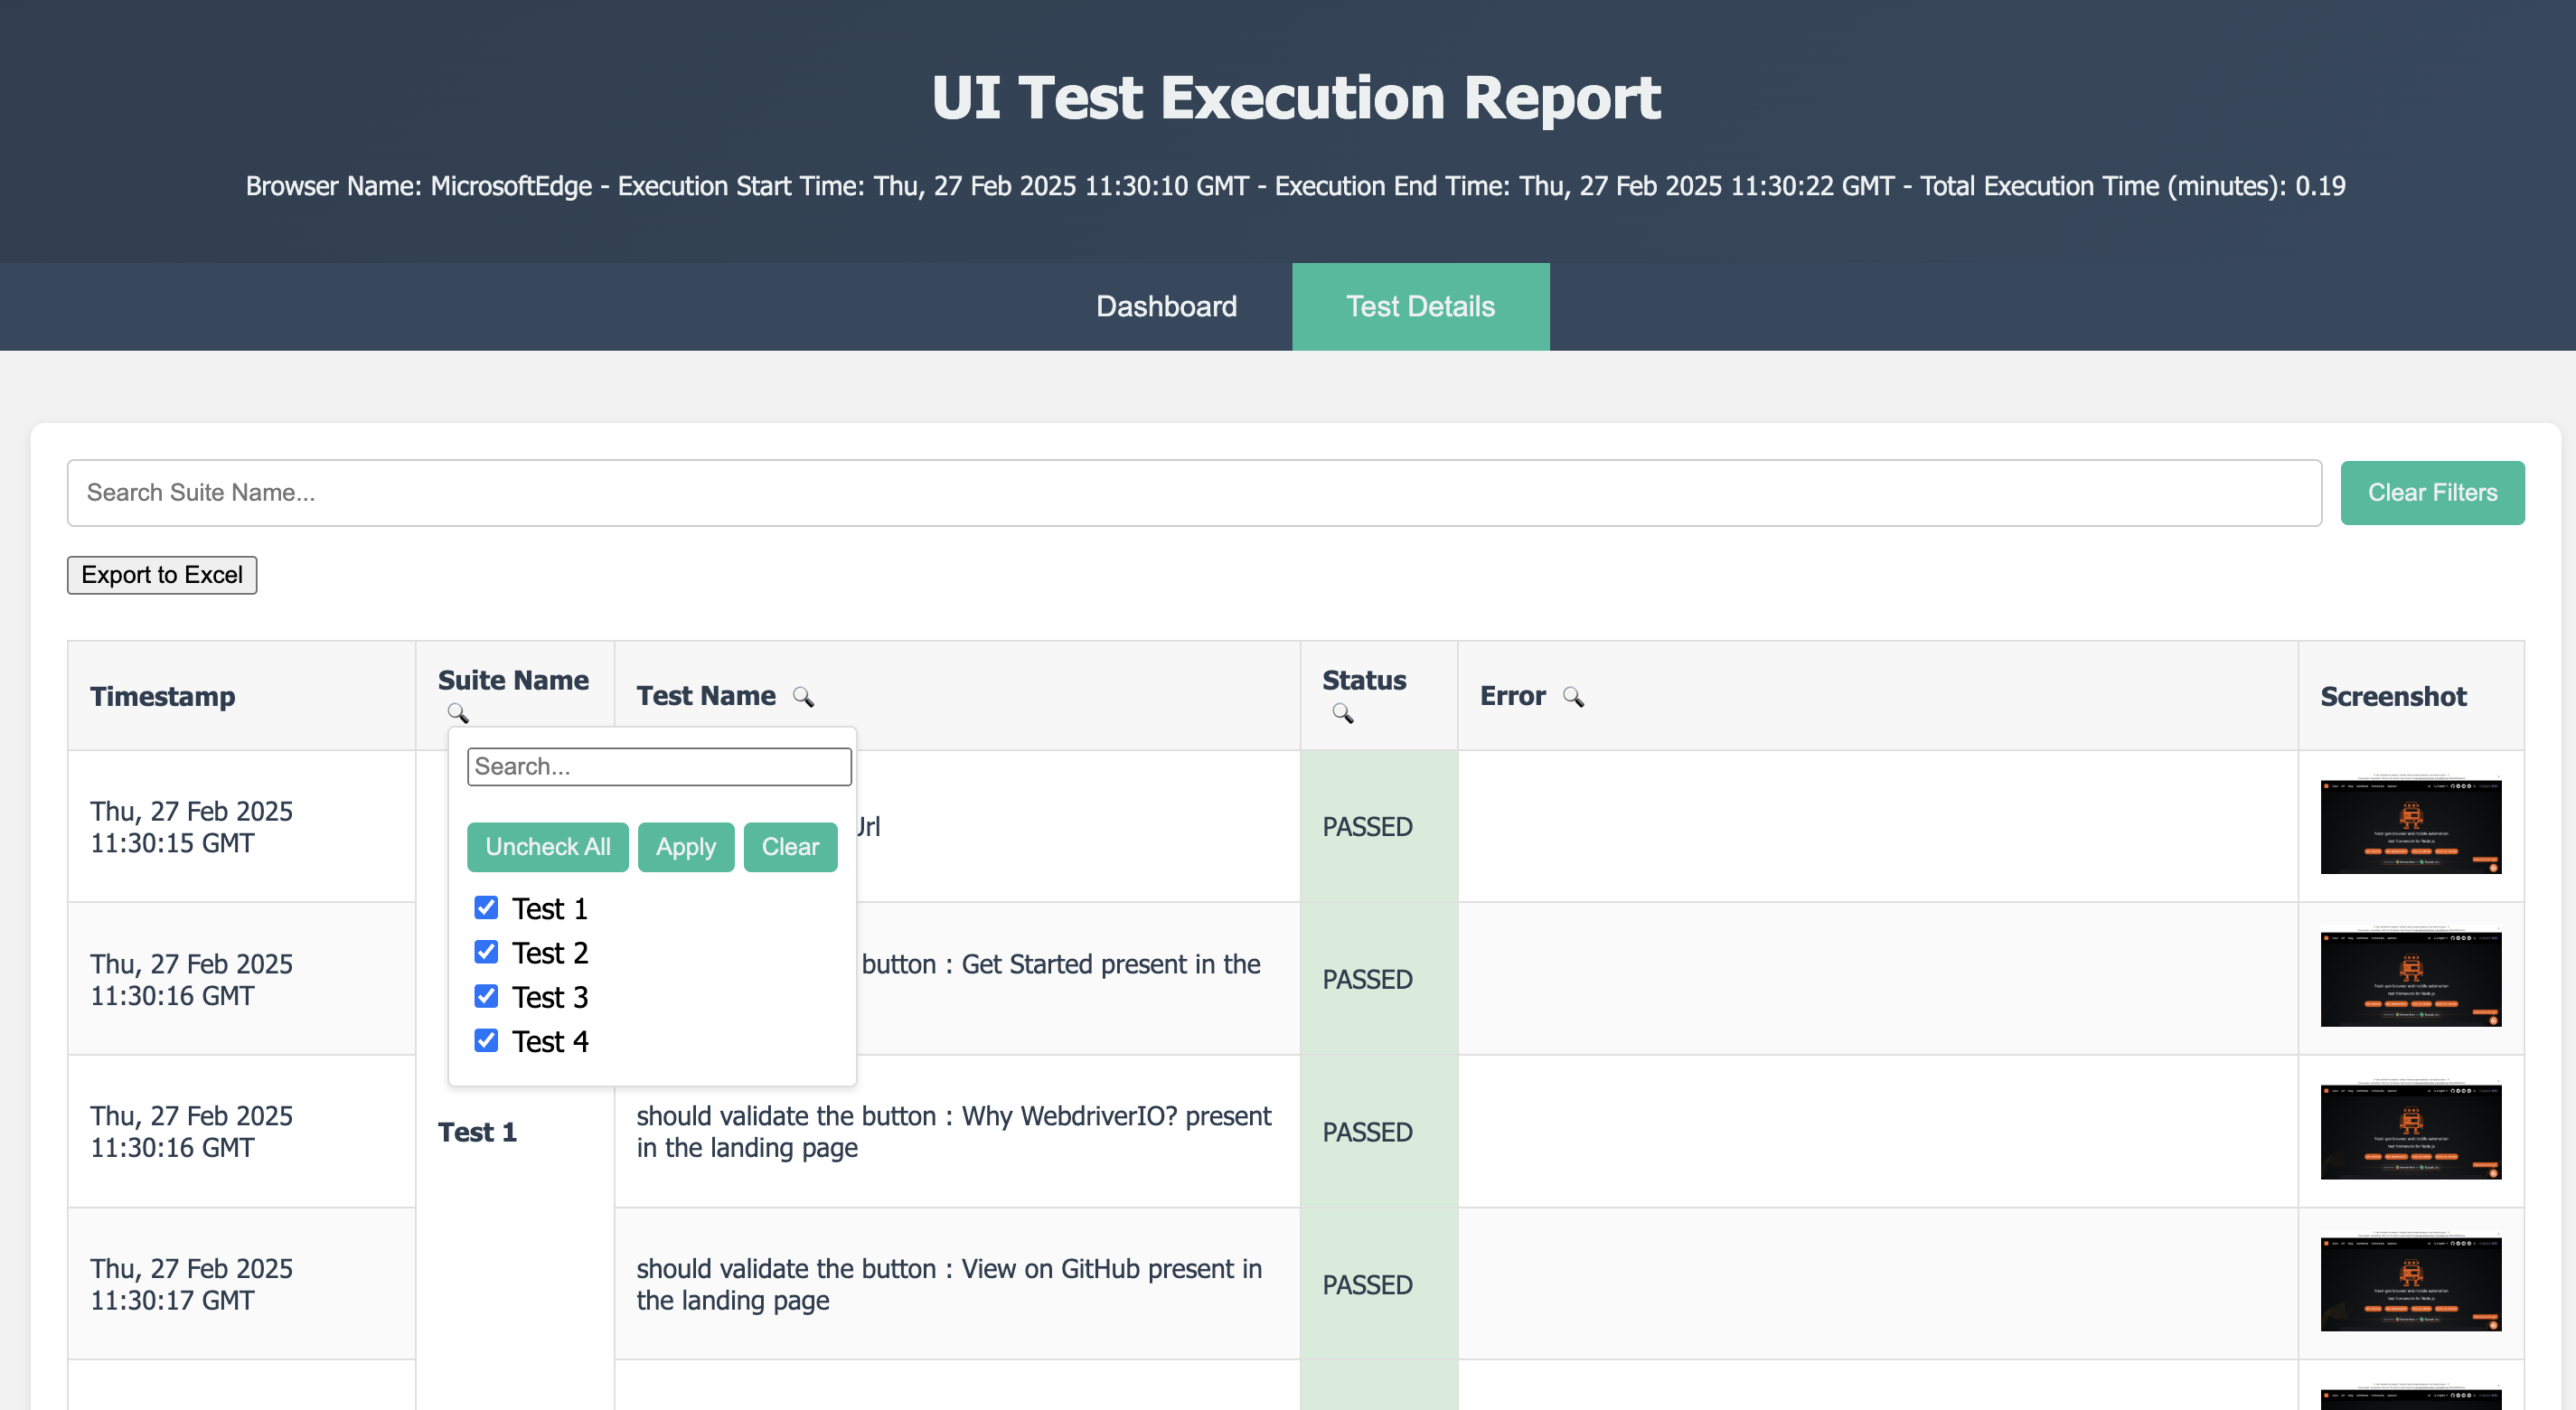 UI Test Execution Report
Browser Name: MicrosoftEdge - Execution Start Time: Thu, 27 Feb 2025 11:30:10 GMT - Execution End Time: Thu, 27 Feb 2025 11:30:22 GMT - Total Execution Time (minutes): 0.19
Dashboard
Test Details
Search Suite Name...
Clear Filters
Export to Excel
Timestamp
Suite Name
Test Name
Status
Error
Screenshot
Search...
Uncheck All
Apply
Clear
Test 1
Test 2
Test 3
Test 4
Thu, 27 Feb 2025
11:30:15 GMT
Url
PASSED
Thu, 27 Feb 2025
11:30:16 GMT
button : Get Started present in the
PASSED
Thu, 27 Feb 2025
11:30:16 GMT
Test 1
should validate the button : Why WebdriverIO? present
in the landing page
PASSED
Thu, 27 Feb 2025
11:30:17 GMT
should validate the button : View on GitHub present in
the landing page
PASSED